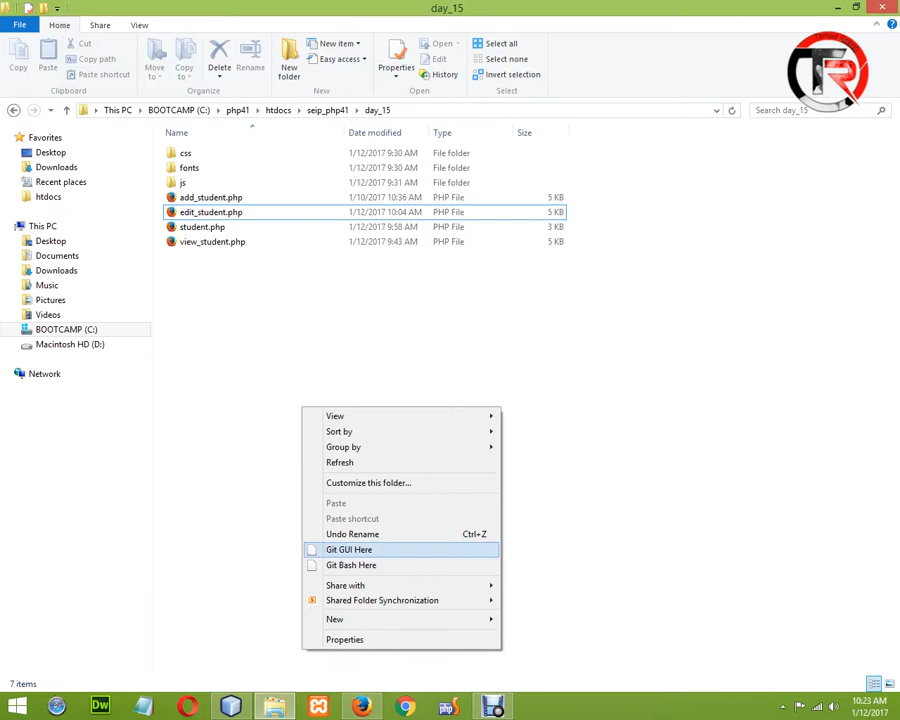 day_15
File Home Share View
Cut
Copy path
Paste shortcut
Copy Paste
Clipboard
Move to Copy to Delete Rename
Organize
New folder
New item
Easy access
New
Properties
Open
Edit
History
Open
Select all
Select none
Invert selection
Select
TR
This PC BOOTCAMP (C:) php41 htdocs seip_php41 day_15
Search day_15
Name Date modified Type Size
Favorites
Desktop
Downloads
Recent places
htdocs
This PC
Desktop
Documents
Downloads
Music
Pictures
Videos
BOOTCAMP (C:)
Macintosh HD (D:)
Network
css 1/12/2017 9:30 AM File folder
fonts 1/12/2017 9:30 AM File folder
js 1/12/2017 9:31 AM File folder
add_student.php 1/10/2017 10:36 AM PHP File 5 KB
edit_student.php 1/12/2017 10:04 AM PHP File 5 KB
student.php 1/12/2017 9:58 AM PHP File 3 KB
view_student.php 1/12/2017 9:43 AM PHP File 5 KB
View
Sort by
Group by
Refresh
Customize this folder...
Paste
Paste shortcut
Undo Rename Ctrl+Z
Git GUI Here
Git Bash Here
Share with
Shared Folder Synchronization
New
Properties
7 items
Dw
10:23 AM
1/12/2017